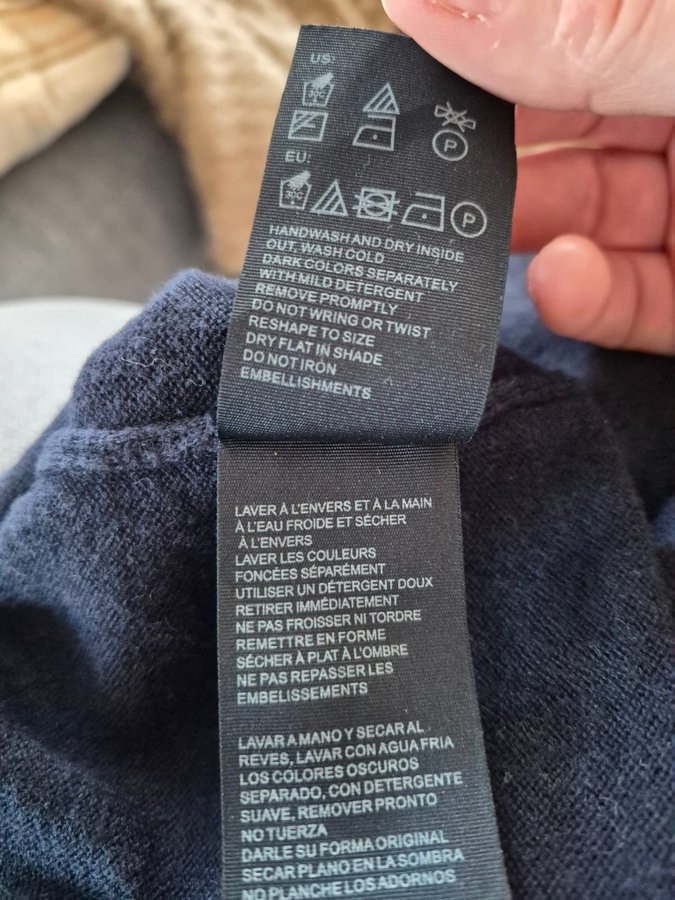 US:
EU:
30°C
P
P
HANDWASH AND DRY INSIDE
OUT, WASH COLD
DARK COLORS SEPARATELY
WITH MILD DETERGENT
REMOVE PROMPTLY
DO NOT WRING OR TWIST
RESHAPE TO SIZE
DRY FLAT IN SHADE
DO NOT IRON
EMBELLISHMENTS
LAVER À L'ENVERS ET À LA MAIN
À L'EAU FROIDE ET SÉCHER
À L'ENVERS
LAVER LES COULEURS
FONCÉES SÉPARÉMENT
UTILISER UN DÉTERGENT DOUX
RETIRER IMMÉDIATEMENT
NE PAS FROISSER NI TORDRE
REMETTRE EN FORME
SÉCHER À PLAT À L'OMBRE
NE PAS REPASSER LES
EMBELISSEMENTS
LAVAR A MANO Y SECAR AL
REVES, LAVAR CON AGUA FRIA
LOS COLORES OSCUROS
SEPARADO, CON DETERGENTE
SUAVE, REMOVER PRONTO
NO TUERZA
DARLE SU FORMA ORIGINAL
SECAR PLANO EN LA SOMBRA
NO PLANCHE LOS ADORNOS